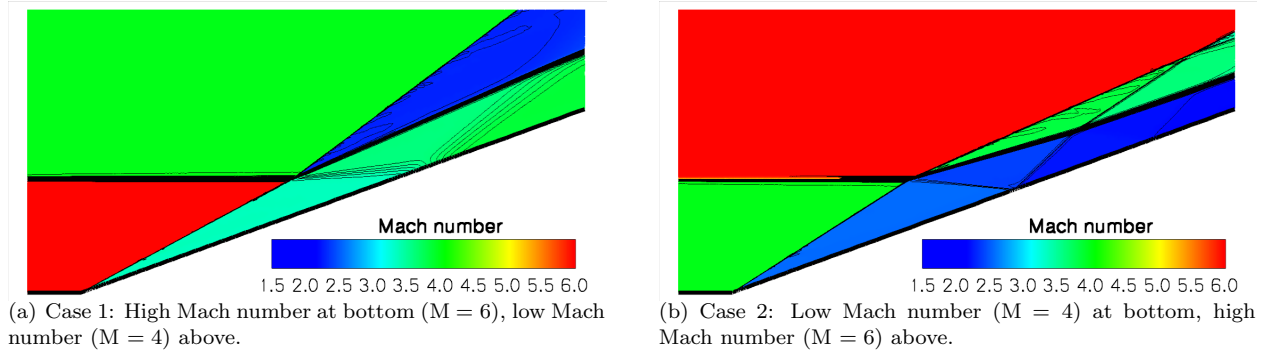 Mach number
1.5 2.0 2.5 3.0 3.5 4.0 4.5 5.0 5.5 6.0
(a) Case 1: High Mach number at bottom (M = 6), low Mach
number (M = 4) above.
Mach number
1.5 2.0 2.5 3.0 3.5 4.0 4.5 5.0 5.5 6.0
(b) Case 2: Low Mach number (M = 4) at bottom, high
Mach number (M = 6) above.